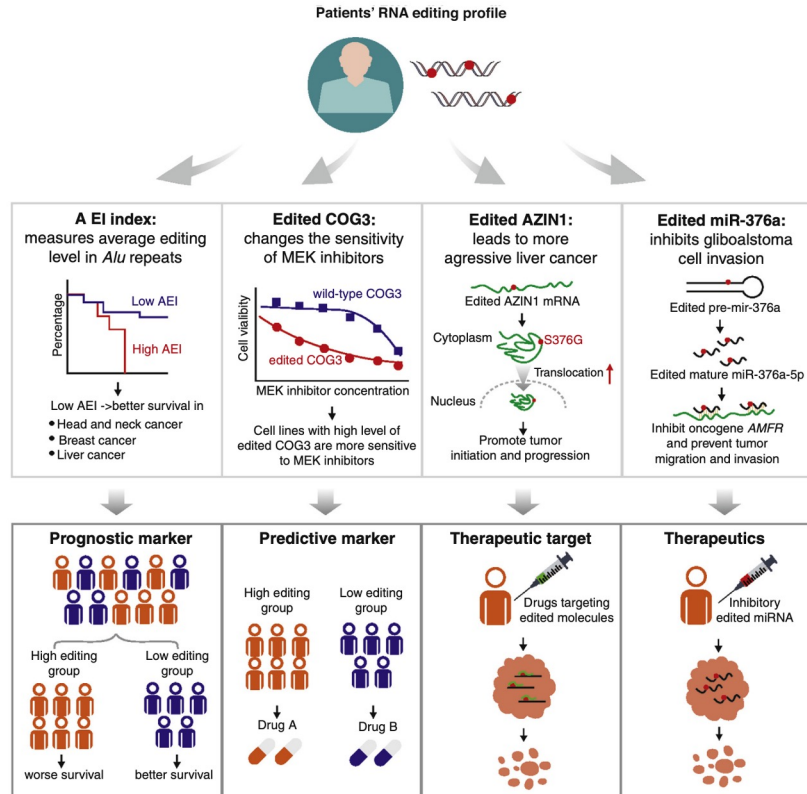 Patients' RNA editing profile
A EI index:
measures average editing
level in Alu repeats
Percentage
Low AEI
High AEI
Low AEI ->better survival in
● Head and neck cancer
● Breast cancer
● Liver cancer
Edited COG3:
changes the sensitivity
of MEK inhibitors
Cell vialibity
wild-type COG3
edited COG3
MEK inhibitor concentration
Cell lines with high level of
edited COG3 are more sensitive
to MEK inhibitors
Edited AZIN1:
leads to more
agressive liver cancer
Edited AZIN1 mRNA
Cytoplasm
S376G
Translocation
Nucleus
Promote tumor
initiation and progression
Edited miR-376a:
inhibits gliboalstoma
cell invasion
Edited pre-mir-376a
Edited mature miR-376a-5p
Inhibit oncogene AMFR
and prevent tumor
migration and invasion
Prognostic marker
High editing
group
Low editing
group
worse survival
better survival
Predictive marker
High editing
group
Low editing
group
Drug A
Drug B
Therapeutic target
Drugs targeting
edited molecules
Therapeutics
Inhibitory
edited miRNA